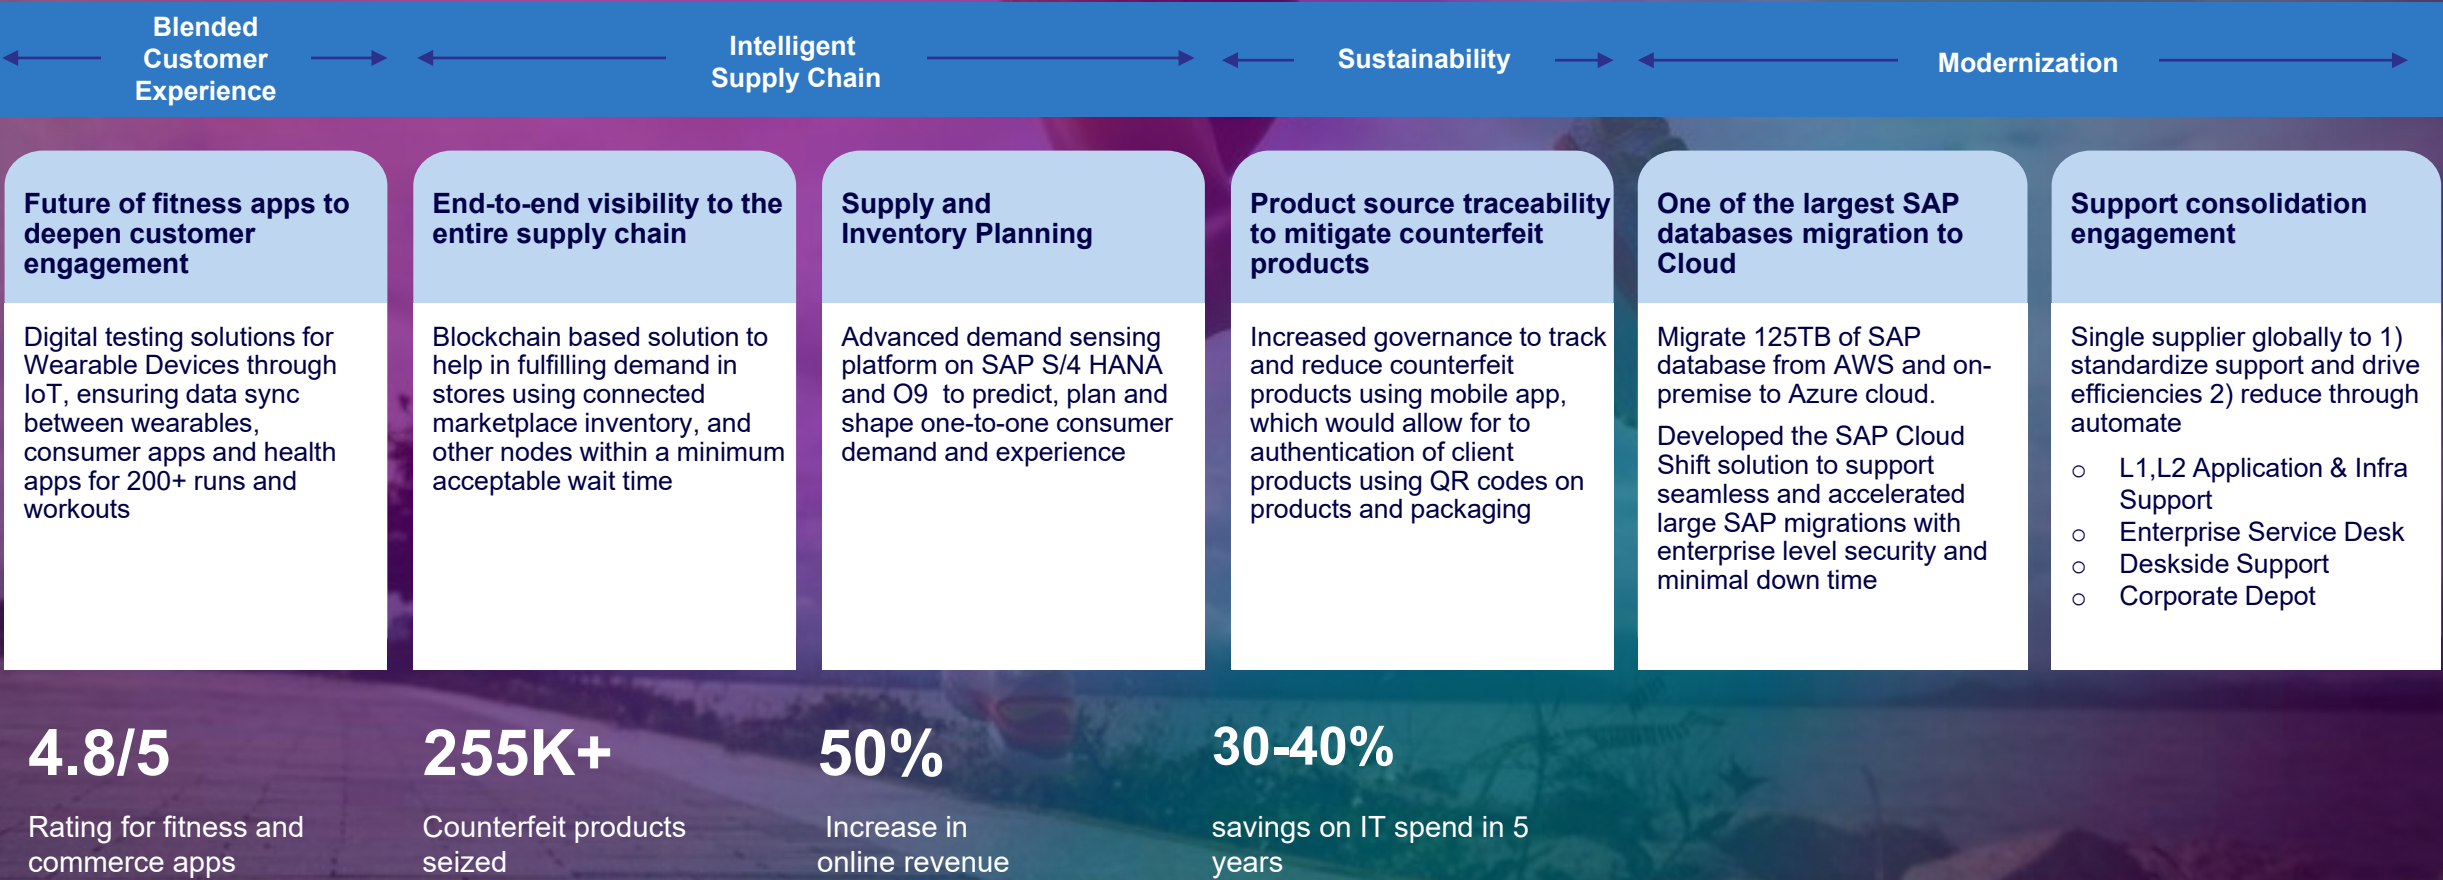 Blended
Customer
Experience
Intelligent
Supply Chain
Sustainability
Modernization
Future of fitness apps to
deepen customer
engagement
Digital testing solutions for
Wearable Devices through
IoT, ensuring data sync
between wearables,
consumer apps and health
apps for 200+ runs and
workouts
End-to-end visibility to the
entire supply chain
Blockchain based solution to
help in fulfilling demand in
stores using connected
marketplace inventory, and
other nodes within a minimum
acceptable wait time
Supply and
Inventory Planning
Advanced demand sensing
platform on SAP S/4 HANA
and O9 to predict, plan and
shape one-to-one consumer
demand and experience
Product source traceability
to mitigate counterfeit
products
Increased governance to track
and reduce counterfeit
products using mobile app,
which would allow for to
authentication of client
products using QR codes on
products and packaging
One of the largest SAP
databases migration to
Cloud
Migrate 125TB of SAP
database from AWS and on-
premise to Azure cloud.
Developed the SAP Cloud
Shift solution to support
seamless and accelerated
large SAP migrations with
enterprise level security and
minimal down time
Support consolidation
engagement
Single supplier globally to 1)
standardize support and drive
efficiencies 2) reduce through
automate
o L1,L2 Application & Infra
Support
o Enterprise Service Desk
o Deskside Support
o Corporate Depot
4.8/5
Rating for fitness and
commerce apps
255K+
Counterfeit products
seized
50%
Increase in
online revenue
30-40%
savings on IT spend in 5
years